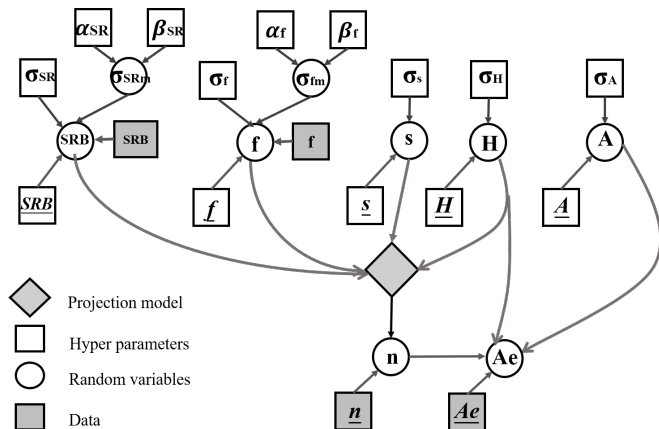 αSR
βSR
αf
βf
σSR
σSRm
σf
σfm
σs
σH
σA
SRB
SRB
f
f
s
H
A
SRB
f
s
H
A
Projection model
Hyper parameters
n
Ae
Random variables
n
Ae
Data